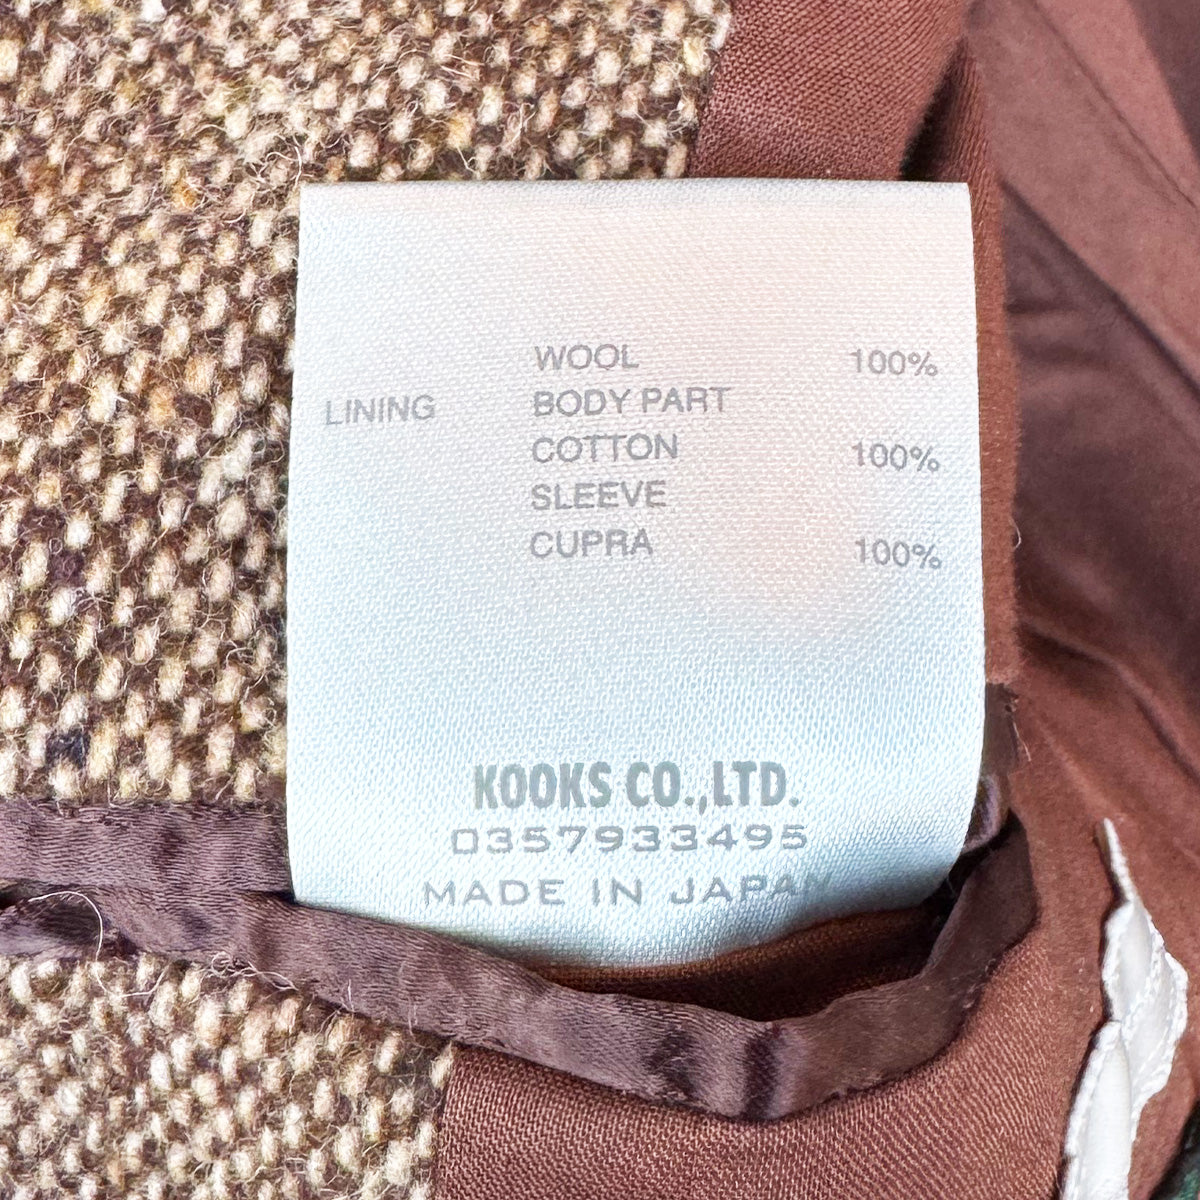 WOOL 100%
LINING BODY PART
COTTON 100%
SLEEVE
CUPRA 100%
KOOKS CO.,LTD.
0357933495
MADE IN JAPAN